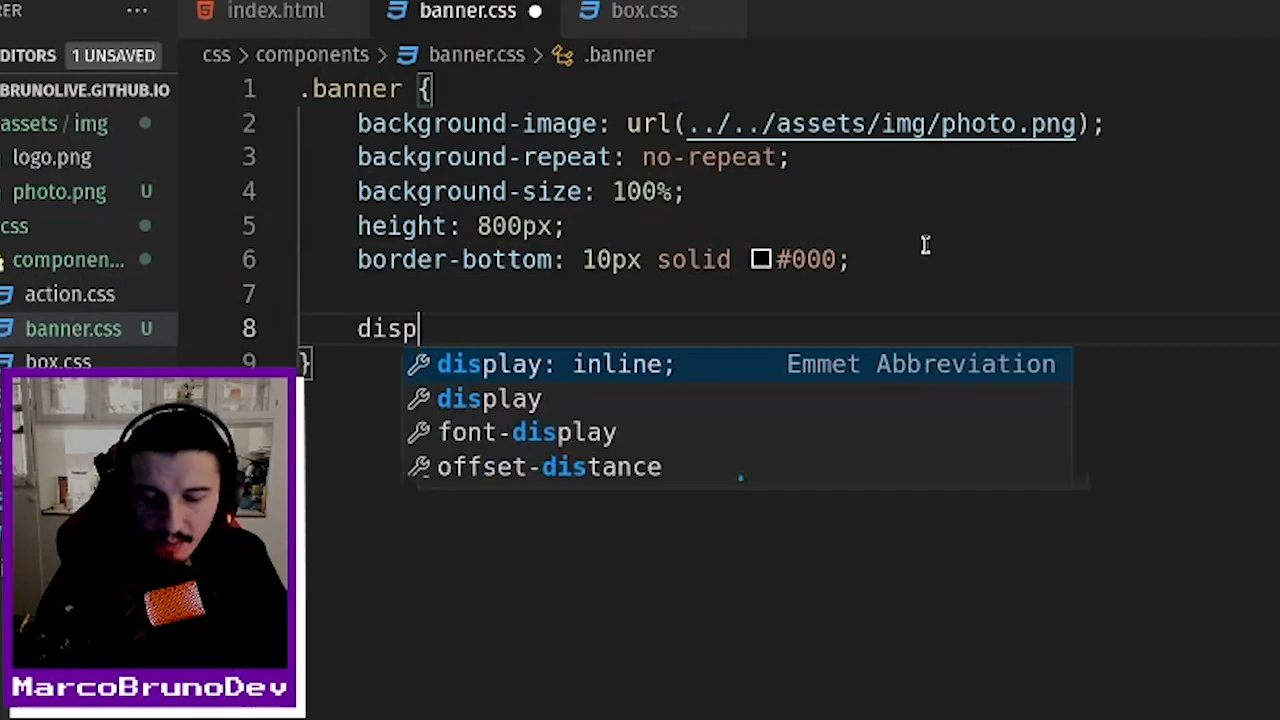 ER ... index.html banner.css box.css
DITORS 1 UNSAVED css > components > banner.css > .banner
BRUNOLIVE.GITHUB.IO
assets / img
logo.png
photo.png U
css
componen...
action.css
banner.css U
box.css
1 .banner {
2 background-image: url(../../assets/img/photo.png);
3 background-repeat: no-repeat;
4 background-size: 100%;
5 height: 800px;
6 border-bottom: 10px solid #000;
7
8 disp
9 }
display: inline; Emmet Abbreviation
display
font-display
offset-distance
MarcoBrunoDev